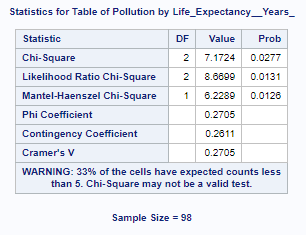 Statistics for Table of Pollution by Life_Expectancy__Years_
Statistic DF Value Prob
Chi-Square 2 7.1724 0.0277
Likelihood Ratio Chi-Square 2 8.6699 0.0131
Mantel-Haenszel Chi-Square 1 6.2289 0.0126
Phi Coefficient 0.2705
Contingency Coefficient 0.2611
Cramer's V 0.2705
WARNING: 33% of the cells have expected counts less
than 5. Chi-Square may not be a valid test.
Sample Size = 98